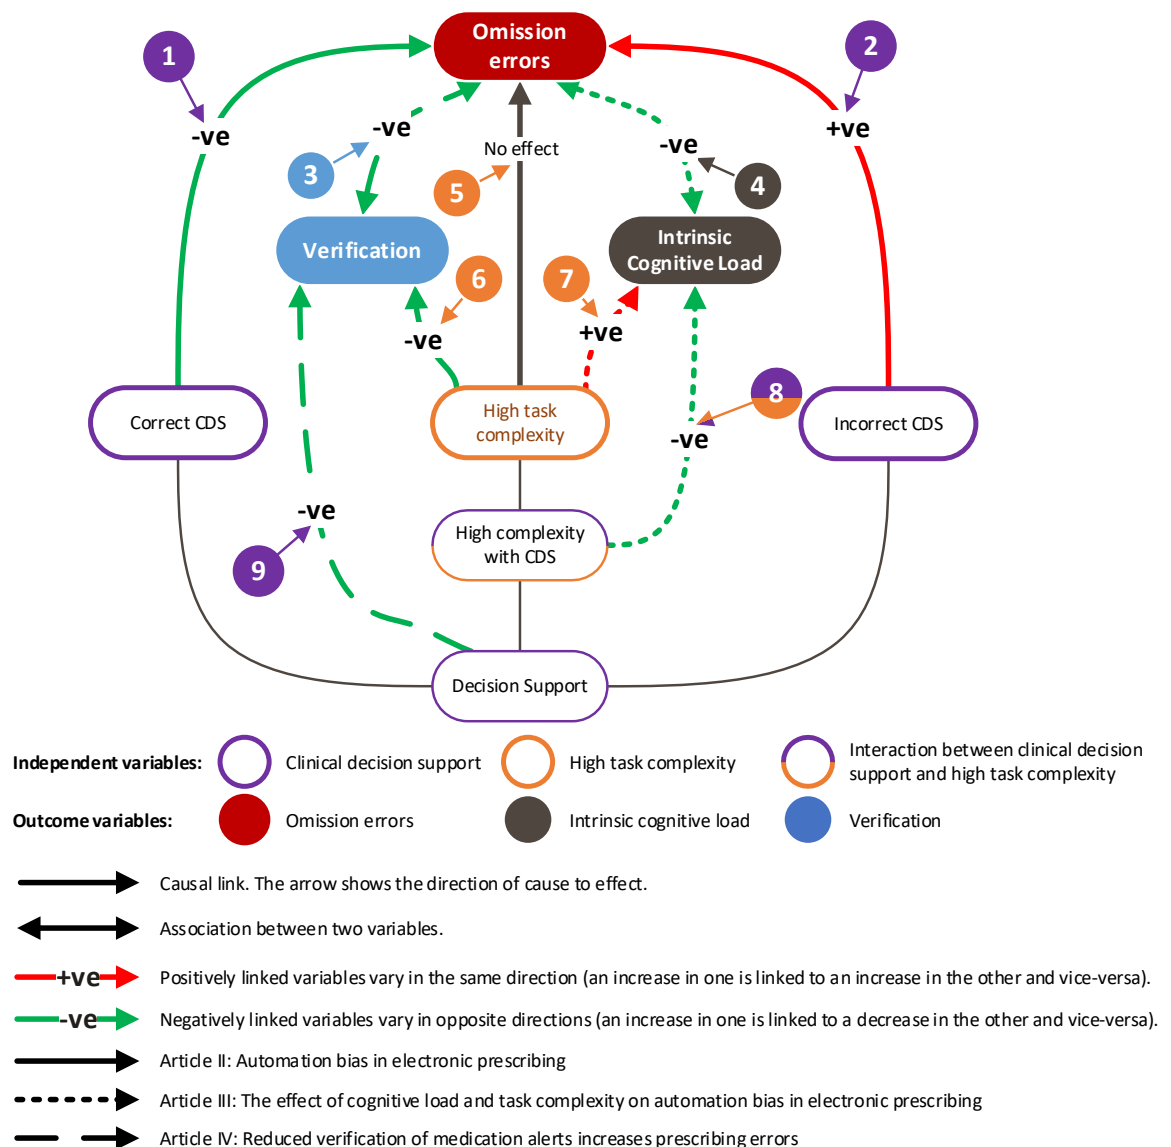 Omission
errors
1
2
-ve
-ve
+ve
No effect
-ve
3
5
4
Verification
Intrinsic
Cognitive Load
6
7
-ve
+ve
8
-ve
Correct CDS
High task
complexity
Incorrect CDS
-ve
High complexity
with CDS
9
Decision Support
Independent variables:
Clinical decision support
High task complexity
Interaction between clinical decision
support and high task complexity
Outcome variables:
Omission errors
Intrinsic cognitive load
Verification
Causal link. The arrow shows the direction of cause to effect.
Association between two variables.
+ve
Positively linked variables vary in the same direction (an increase in one is linked to an increase in the other and vice-versa).
-ve
Negatively linked variables vary in opposite directions (an increase in one is linked to a decrease in the other and vice-versa).
Article II: Automation bias in electronic prescribing
Article III: The effect of cognitive load and task complexity on automation bias in electronic prescribing
Article IV: Reduced verification of medication alerts increases prescribing errors